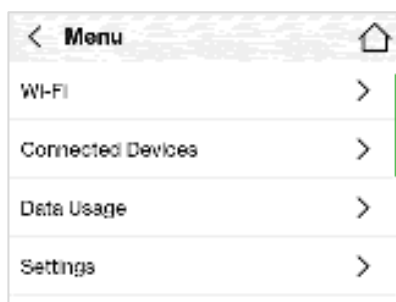 Menu
Wi-Fi
Connected Devices
Data Usage
Settings